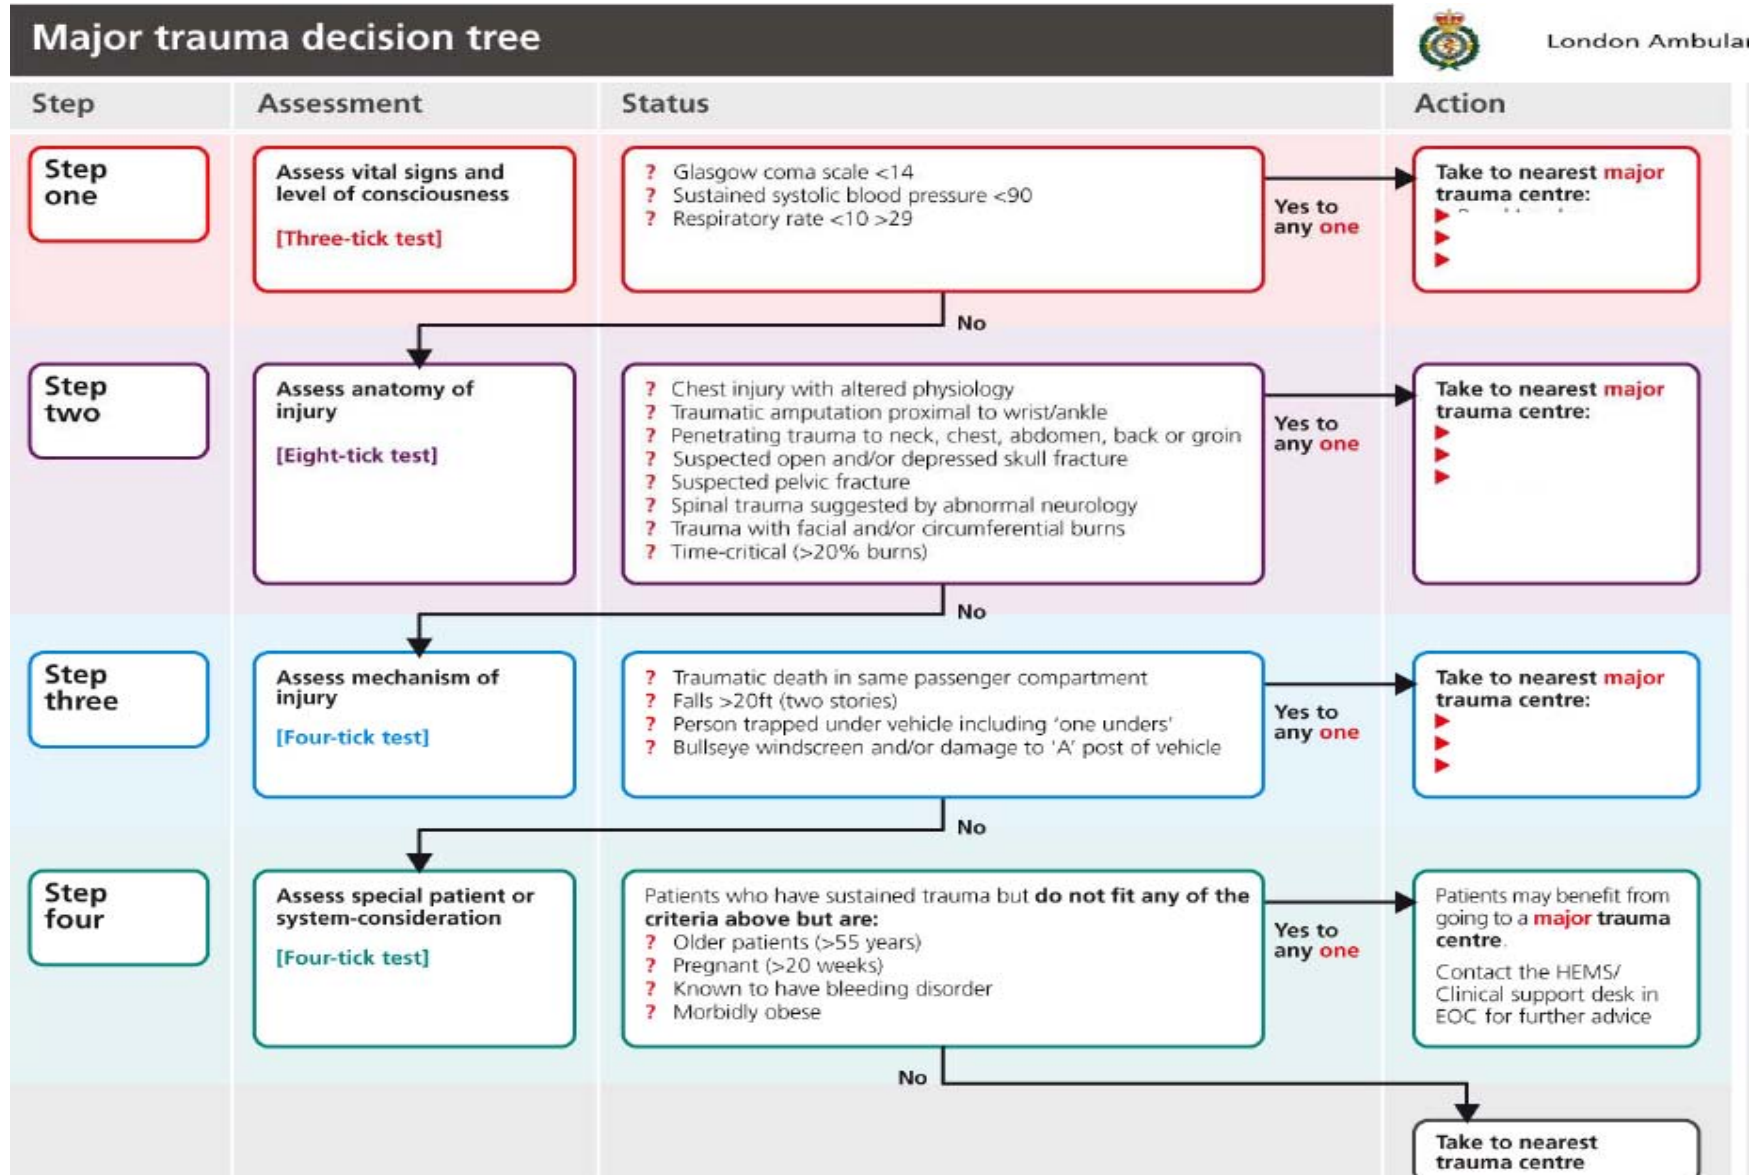 Major trauma decision tree
London
Step
Assessment
Status
Action
Step
one
Assess vital signs and
level of consciousness
[Three-tick test]
? Glasgow coma scale <14
? Sustained systolic blood pressure <90
? Respiratory rate <10 >29
Yes to
any one
Take to nearest major
trauma centre:
No
Step
two
Assess anatomy of
injury
[Eight-tick test]
? Chest injury with altered physiology
? Traumatic amputation proximal to wrist/ankle
? Penetrating trauma to neck, chest, abdomen, back or groin
? Suspected open and/or depressed skull fracture
? Suspected pelvic fracture
? Spinal trauma suggested by abnormal neurology
? Trauma with facial and/or circumferential burns
? Time-critical (>20% burns)
Yes to
any one
Take to nearest major
trauma centre:
No
Step
three
Assess mechanism of
injury
[Four-tick test]
? Traumatic death in same passenger compartment
? Falls >20ft (two stories)
? Person trapped under vehicle including ‘one unders’
? Bullseye windscreen and/or damage to ‘A’ post of vehicle
Yes to
any one
Take to nearest major
trauma centre:
No
Step
four
Assess special patient or
system-consideration
[Four-tick test]
Patients who have sustained trauma but do not fit any of the
criteria above but are:
? Older patients (>55 years)
? Pregnant (>20 weeks)
? Known to have bleeding disorder
? Morbidly obese
Yes to
any one
Patients may benefit from
going to a major trauma
centre.
Contact the HEMS/
Clinical support desk in
EOC for further advice
No
Take to nearest
trauma centre